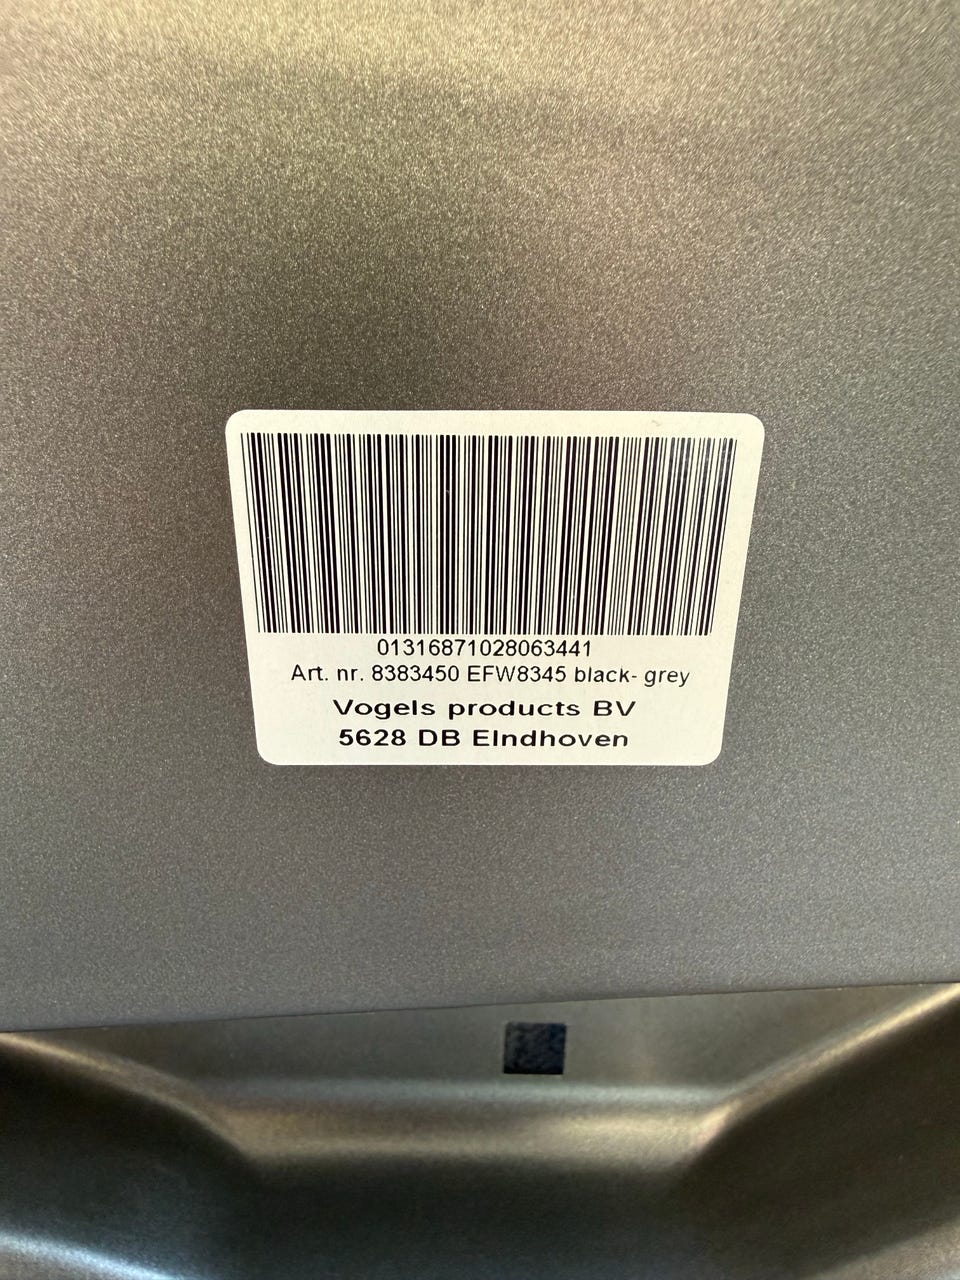 01316871028063441
Art. nr. 8383450 EFW8345 black- grey
Vogels products BV
5628 DB EIndhoven